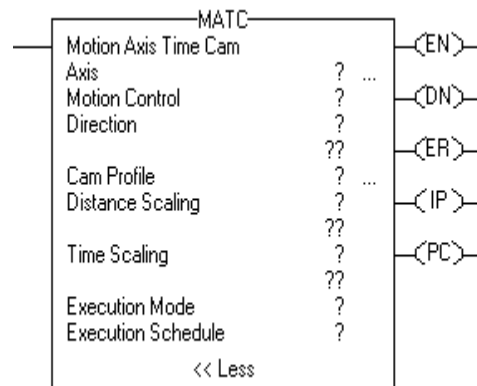 MATC
Motion Axis Time Cam
(EN)
Axis ? ...
Motion Control ?
(DN)
Direction ?
??
(ER)
Cam Profile ? ...
Distance Scaling ?
(IP)
??
Time Scaling ?
(PC)
??
Execution Mode ?
Execution Schedule ?
<< Less